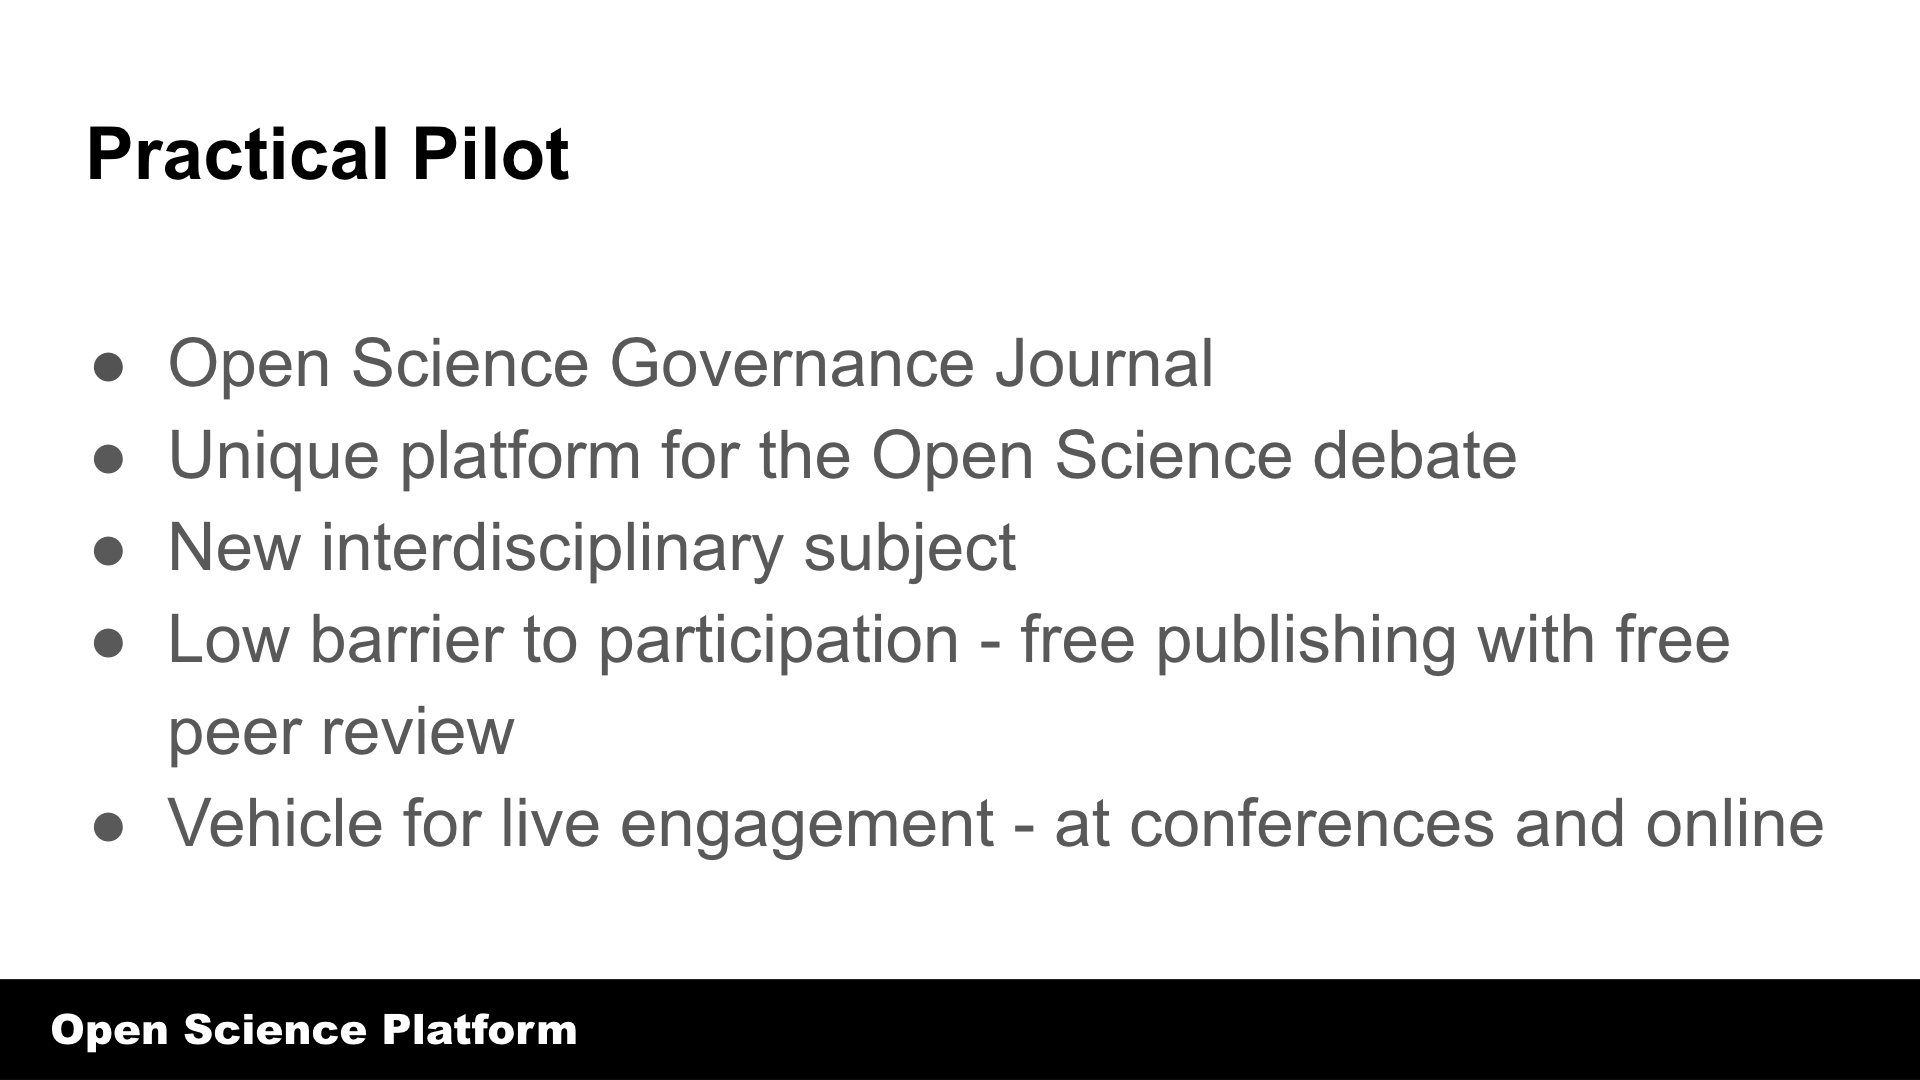 Practical Pilot
● Open Science Governance Journal
● Unique platform for the Open Science debate
● New interdisciplinary subject
● Low barrier to participation - free publishing with free
peer review
● Vehicle for live engagement - at conferences and online
Open Science Platform